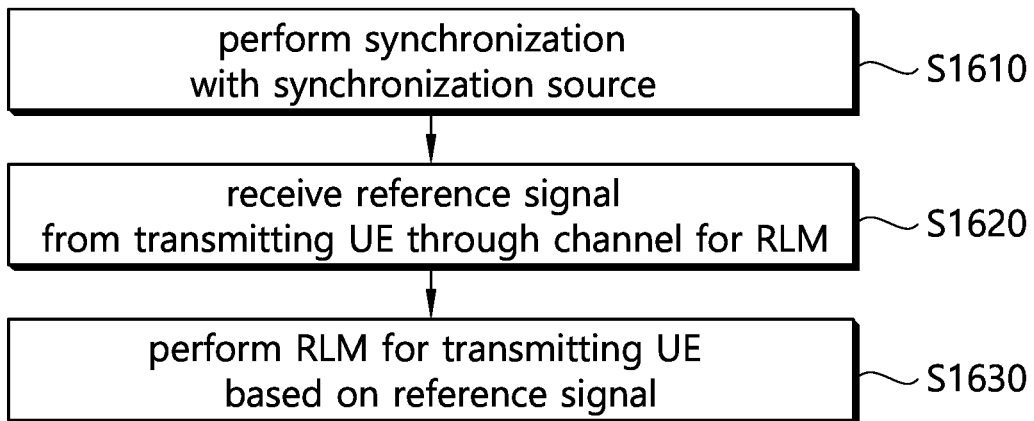 perform synchronization
with synchronization source
S1610
receive reference signal
from transmitting UE through channel for RLM
S1620
perform RLM for transmitting UE
based on reference signal
S1630